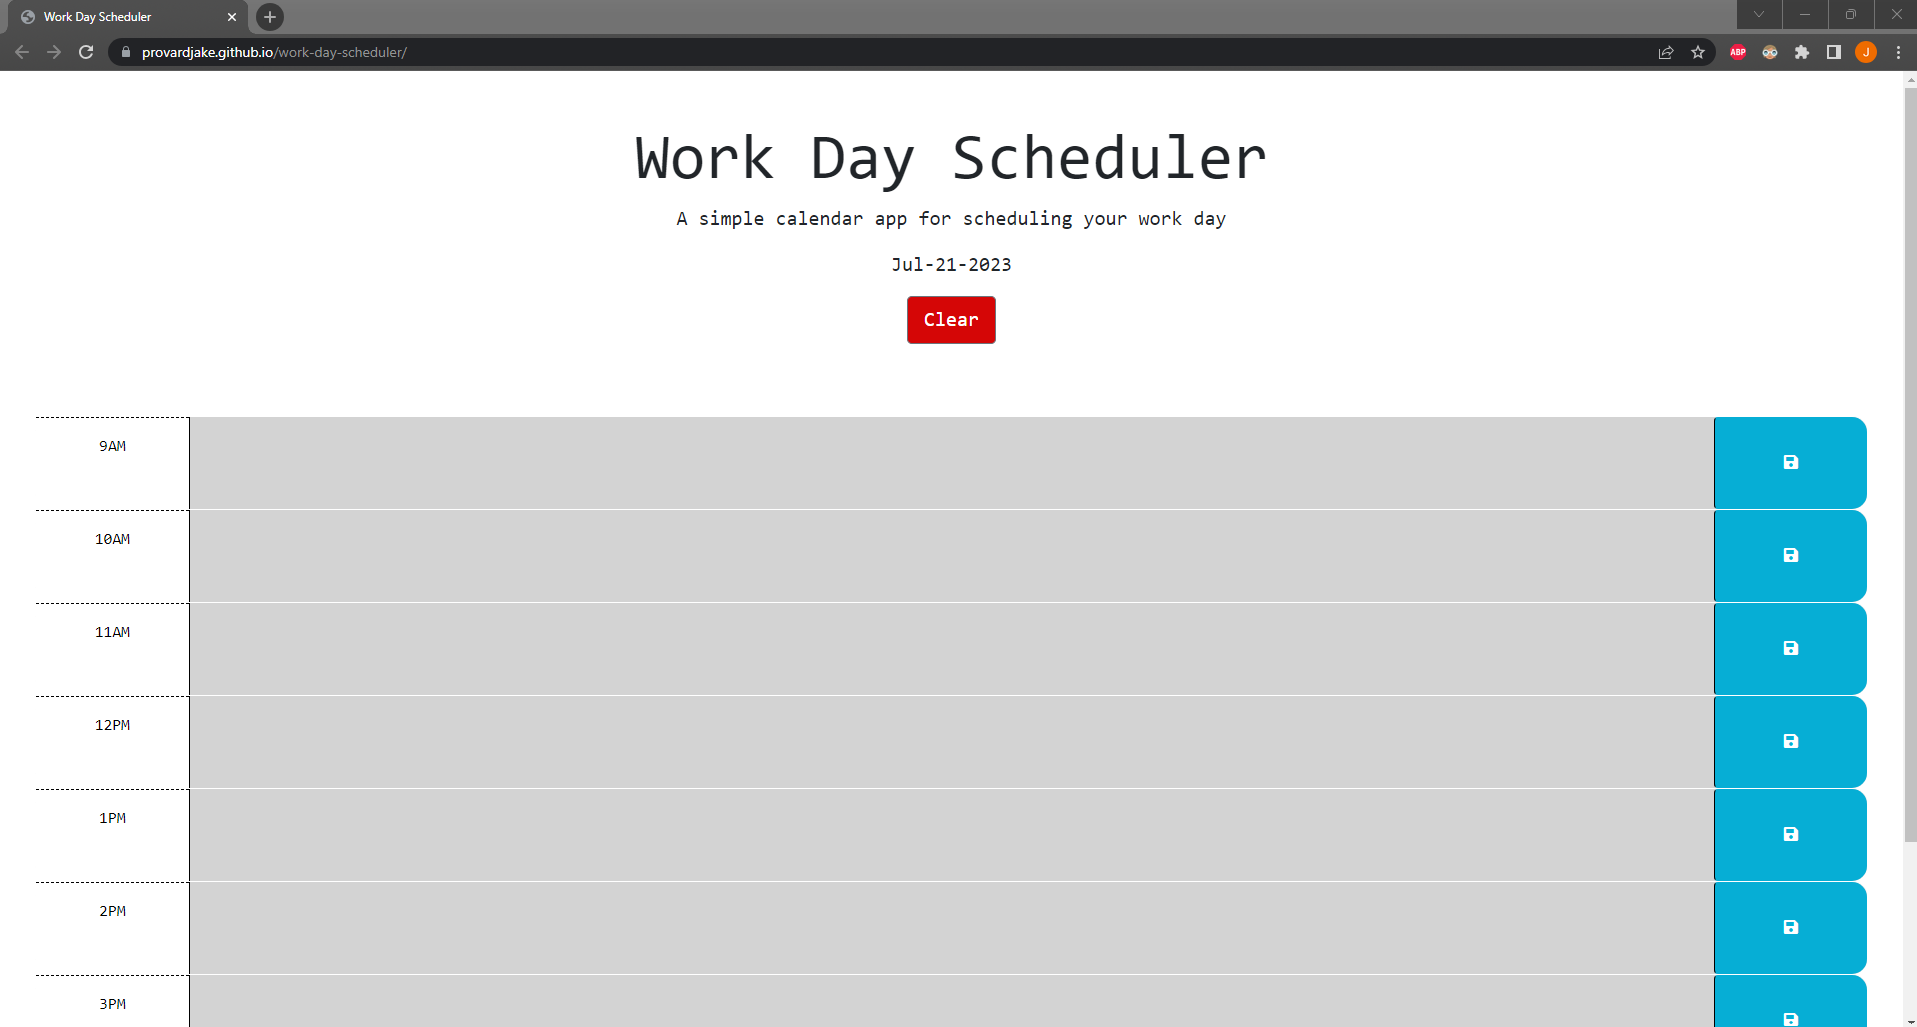 Work Day Scheduler
provardjake.github.io/work-day-scheduler/
ABP
J
Work Day Scheduler
A simple calendar app for scheduling your work day
Jul-21-2023
Clear
9AM
10AM
11AM
12PM
1PM
2PM
3PM